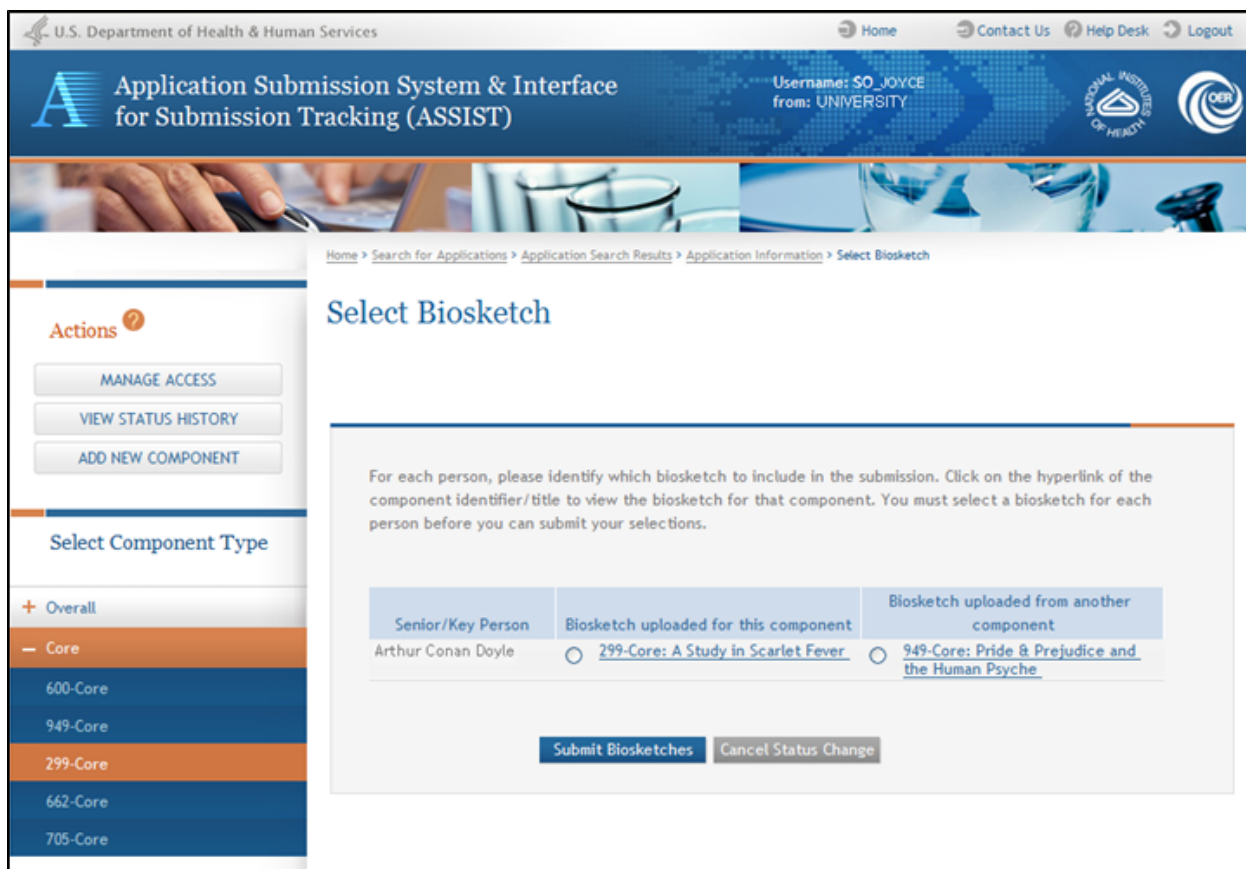 U.S. Department of Health & Human Services
Home Contact Us Help Desk Logout
Application Submission System & Interface
for Submission Tracking (ASSIST)
Username: SO_JOYCE
from: UNIVERSITY
NATIONAL INSTITUTES OF HEALTH
OER
Home > Search for Applications > Application Search Results > Application Information > Select Biosketch
Actions ?
MANAGE ACCESS
VIEW STATUS HISTORY
ADD NEW COMPONENT
Select Component Type
+ Overall
– Core
600-Core
949-Core
299-Core
662-Core
705-Core
Select Biosketch
For each person, please identify which biosketch to include in the submission. Click on the hyperlink of the
component identifier/title to view the biosketch for that component. You must select a biosketch for each
person before you can submit your selections.
Senior/Key Person
Biosketch uploaded for this component
Biosketch uploaded from another
component
Arthur Conan Doyle
299-Core: A Study in Scarlet Fever
949-Core: Pride & Prejudice and
the Human Psyche
Submit Biosketches
Cancel Status Change